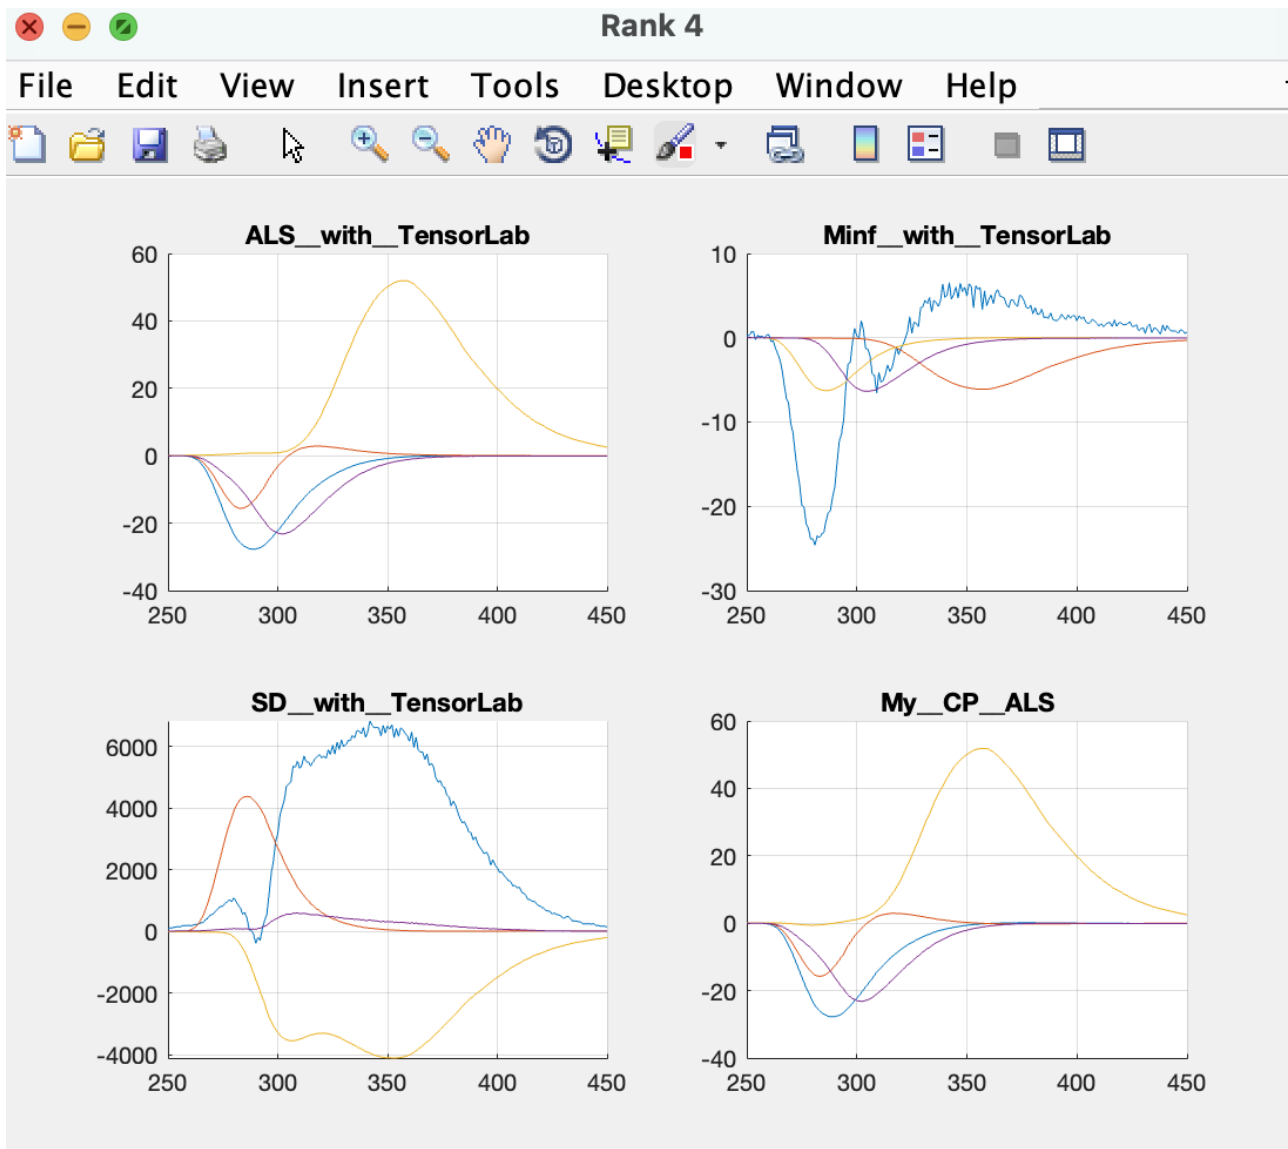 Rank 4
File Edit View Insert Tools Desktop Window Help
ALS__with__TensorLab
60
40
20
0
-20
-40
250 300 350 400 450
Minf__with__TensorLab
10
0
-10
-20
-30
250 300 350 400 450
SD__with__TensorLab
6000
4000
2000
0
-2000
-4000
250 300 350 400 450
My__CP__ALS
60
40
20
0
-20
-40
250 300 350 400 450